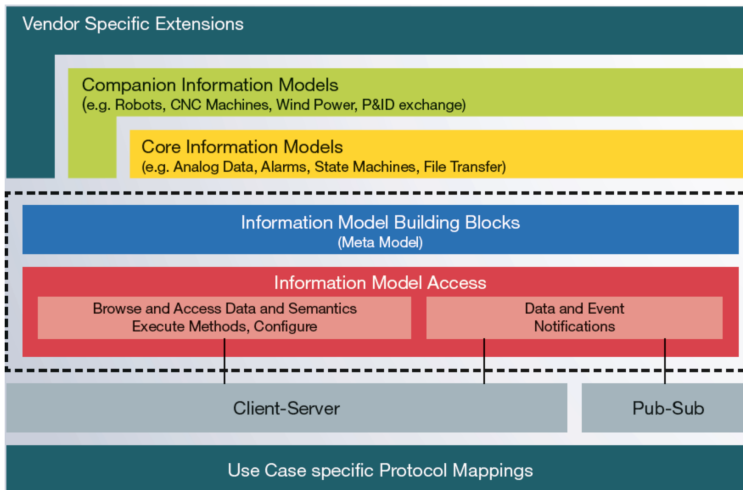 Vendor Specific Extensions
Companion Information Models
(e.g. Robots, CNC Machines, Wind Power, P&ID exchange)
Core Information Models
(e.g. Analog Data, Alarms, State Machines, File Transfer)
Information Model Building Blocks
(Meta Model)
Information Model Access
Browse and Access Data and Semantics
Execute Methods, Configure
Data and Event
Notifications
Client-Server
Pub-Sub
Use Case specific Protocol Mappings